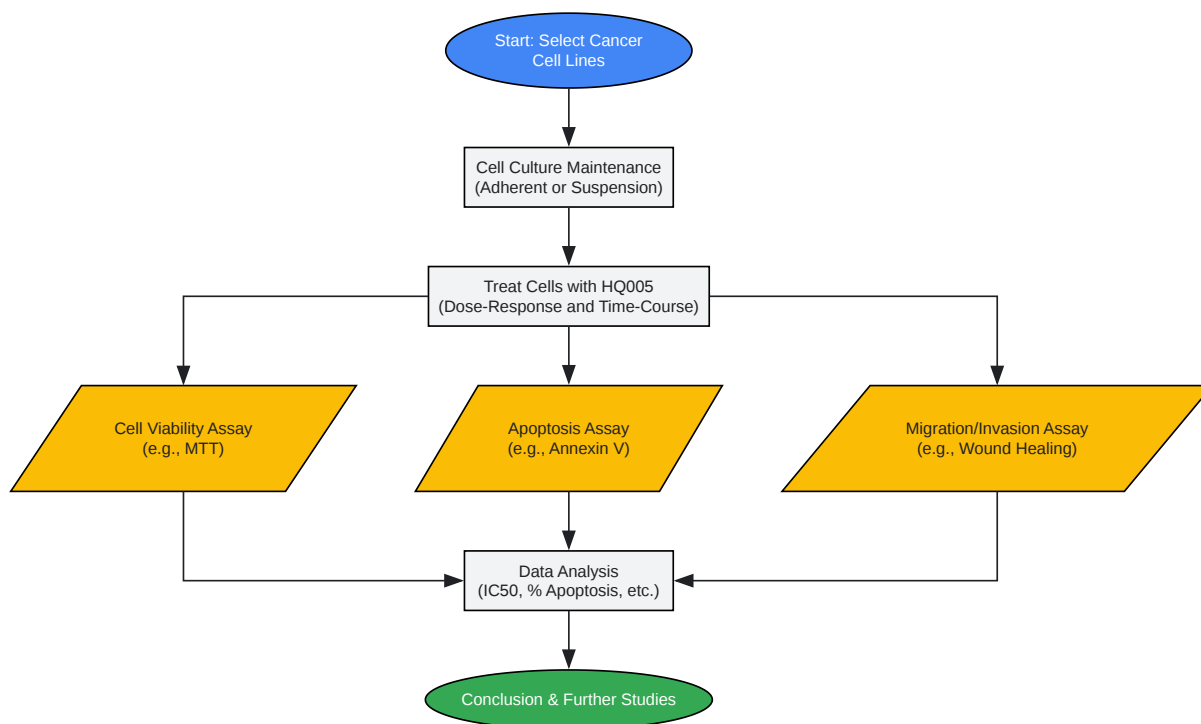 Start: Select Cancer
Cell Lines
Cell Culture Maintenance
(Adherent or Suspension)
Treat Cells with HQ005
(Dose-Response and Time-Course)
Cell Viability Assay
(e.g., MTT)
Apoptosis Assay
(e.g., Annexin V)
Migration/Invasion Assay
(e.g., Wound Healing)
Data Analysis
(IC50, % Apoptosis, etc.)
Conclusion & Further Studies